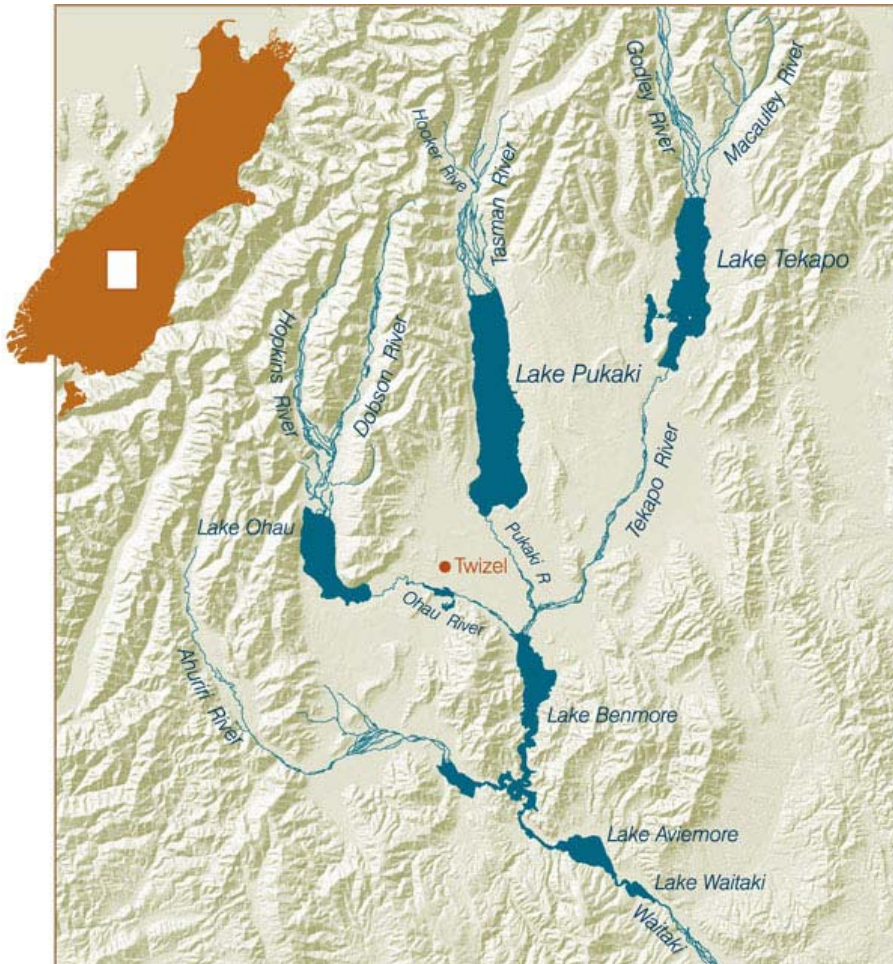 Godley River
Macauley River
Hooker Rive
Tasman River
Lake Tekapo
Hopkins River
Dobson River
Lake Pukaki
Tekapo River
Lake Ohau
Pukaki R
Twizel
Ohau River
Ahuriri River
Lake Benmore
Lake Aviemore
Lake Waitaki
Waitaki